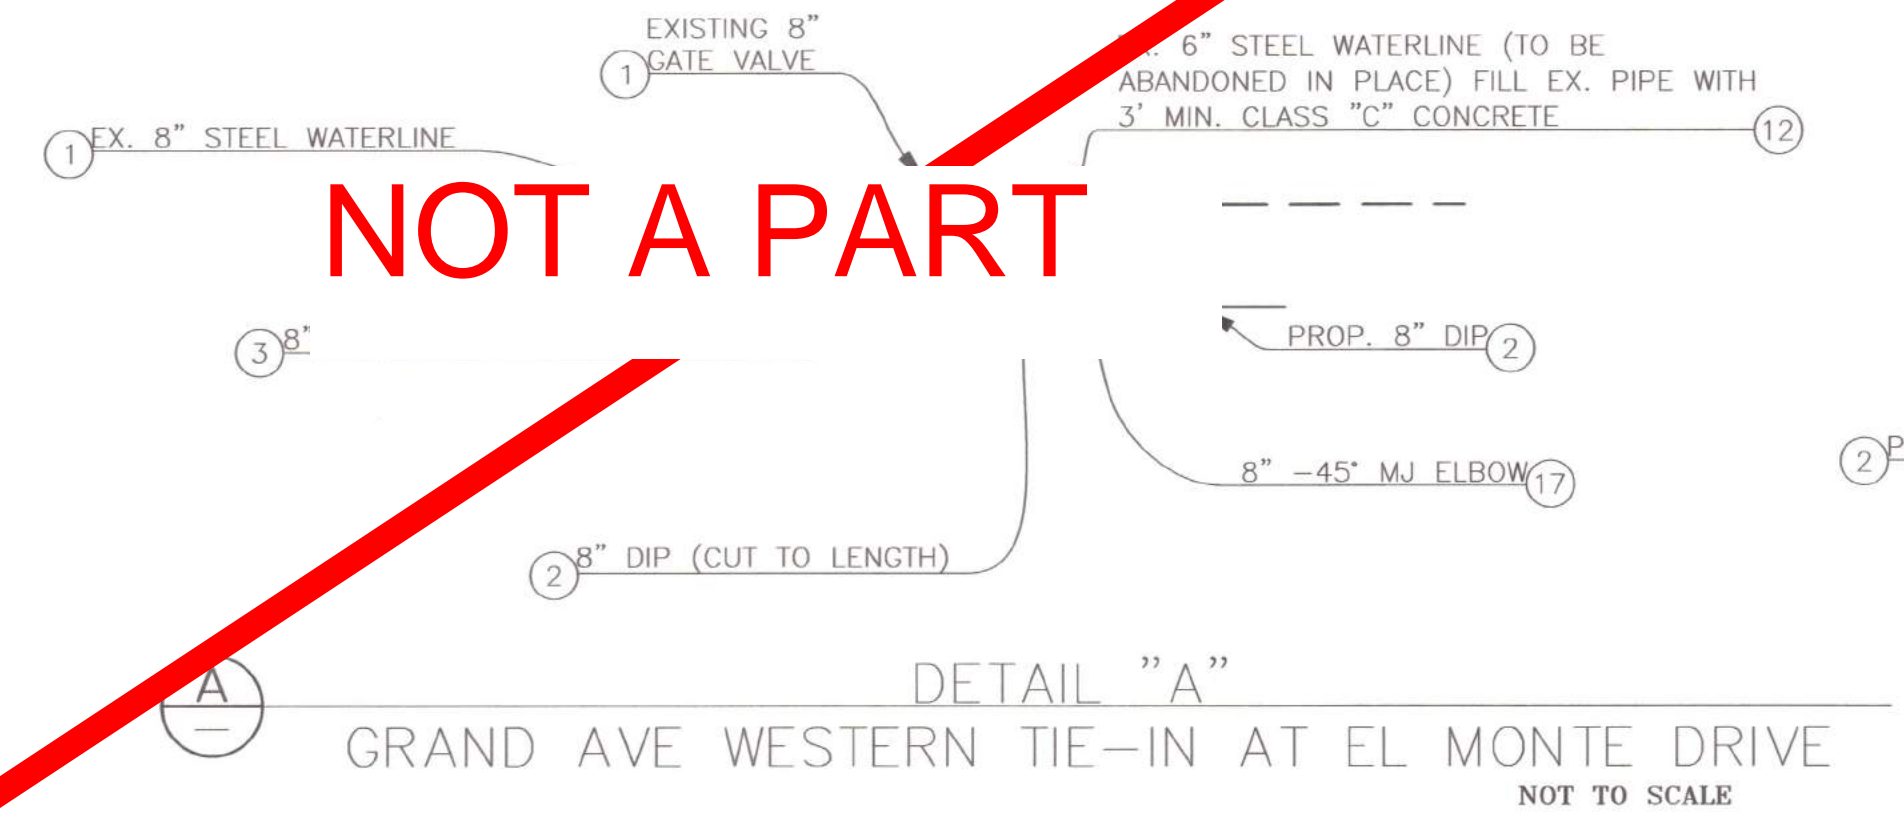 EXISTING 8”
GATE VALVE
1
6” STEEL WATERLINE (TO BE
ABANDONED IN PLACE) FILL EX. PIPE WITH
3' MIN. CLASS ”C” CONCRETE
12
1
EX. 8” STEEL WATERLINE
NOT A PART
3
8”
PROP. 8” DIP
2
8” –45° MJ ELBOW
17
2
P
2
8” DIP (CUT TO LENGTH)
A
—
DETAIL ”A”
GRAND AVE WESTERN TIE–IN AT EL MONTE DRIVE
NOT TO SCALE